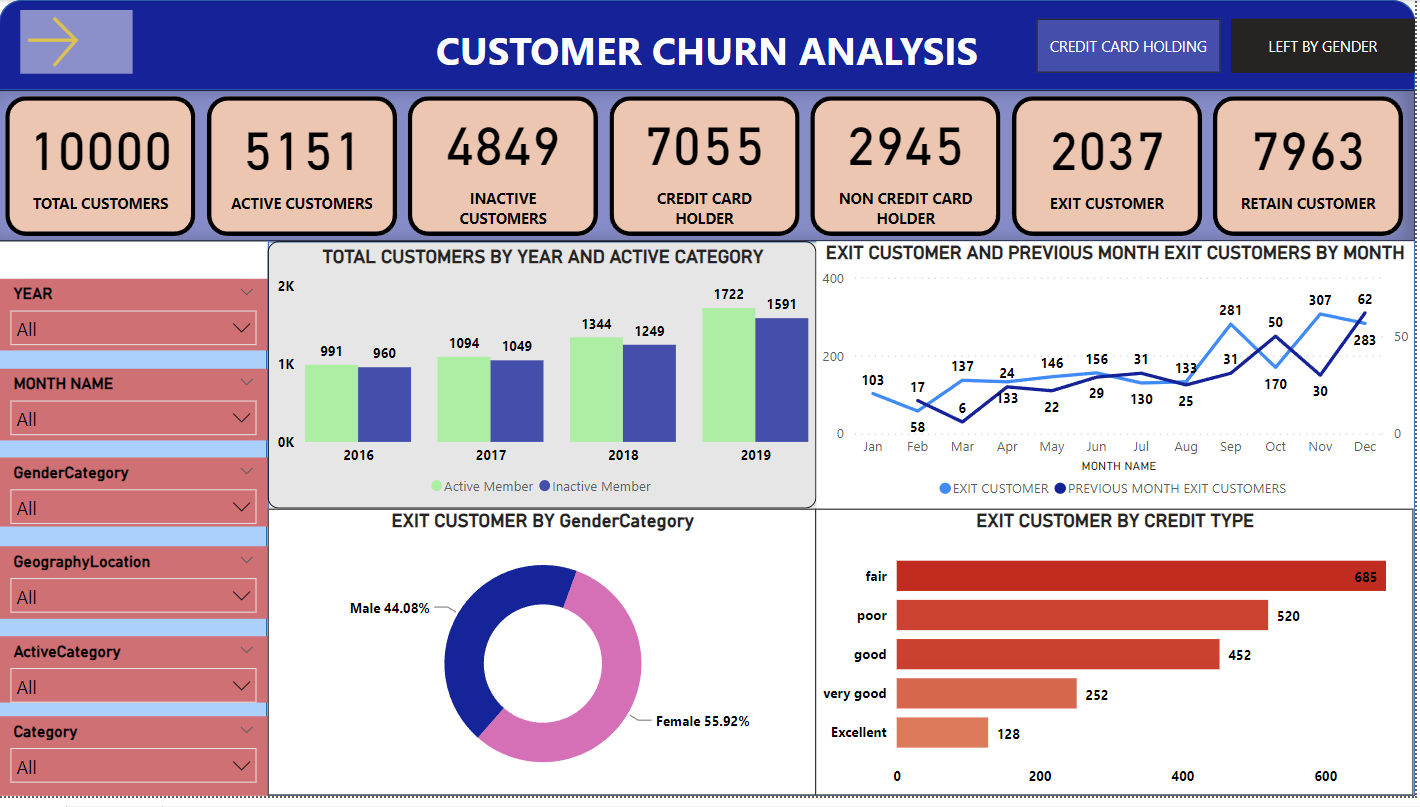 CUSTOMER CHURN ANALYSIS
CREDIT CARD HOLDING
LEFT BY GENDER
10000
TOTAL CUSTOMERS
5151
ACTIVE CUSTOMERS
4849
INACTIVE
CUSTOMERS
7055
CREDIT CARD
HOLDER
2945
NON CREDIT CARD
HOLDER
2037
EXIT CUSTOMER
7963
RETAIN CUSTOMER
YEAR
All
MONTH NAME
All
GenderCategory
All
GeographyLocation
All
ActiveCategory
All
Category
All
TOTAL CUSTOMERS BY YEAR AND ACTIVE CATEGORY
2K
1K
0K
991 960
1094 1049
1344 1249
1722 1591
2016 2017 2018 2019
Active Member Inactive Member
EXIT CUSTOMER AND PREVIOUS MONTH EXIT CUSTOMERS BY MONTH
400
200
0
50
0
103 58 137 133 146 156 130 133 281 170 307 283
17 6 24 22 29 31 25 31 50 30 62
Jan Feb Mar Apr May Jun Jul Aug Sep Oct Nov Dec
MONTH NAME
EXIT CUSTOMER PREVIOUS MONTH EXIT CUSTOMERS
EXIT CUSTOMER BY GenderCategory
Male 44.08%
Female 55.92%
EXIT CUSTOMER BY CREDIT TYPE
fair 685
poor 520
good 452
very good 252
Excellent 128
0 200 400 600